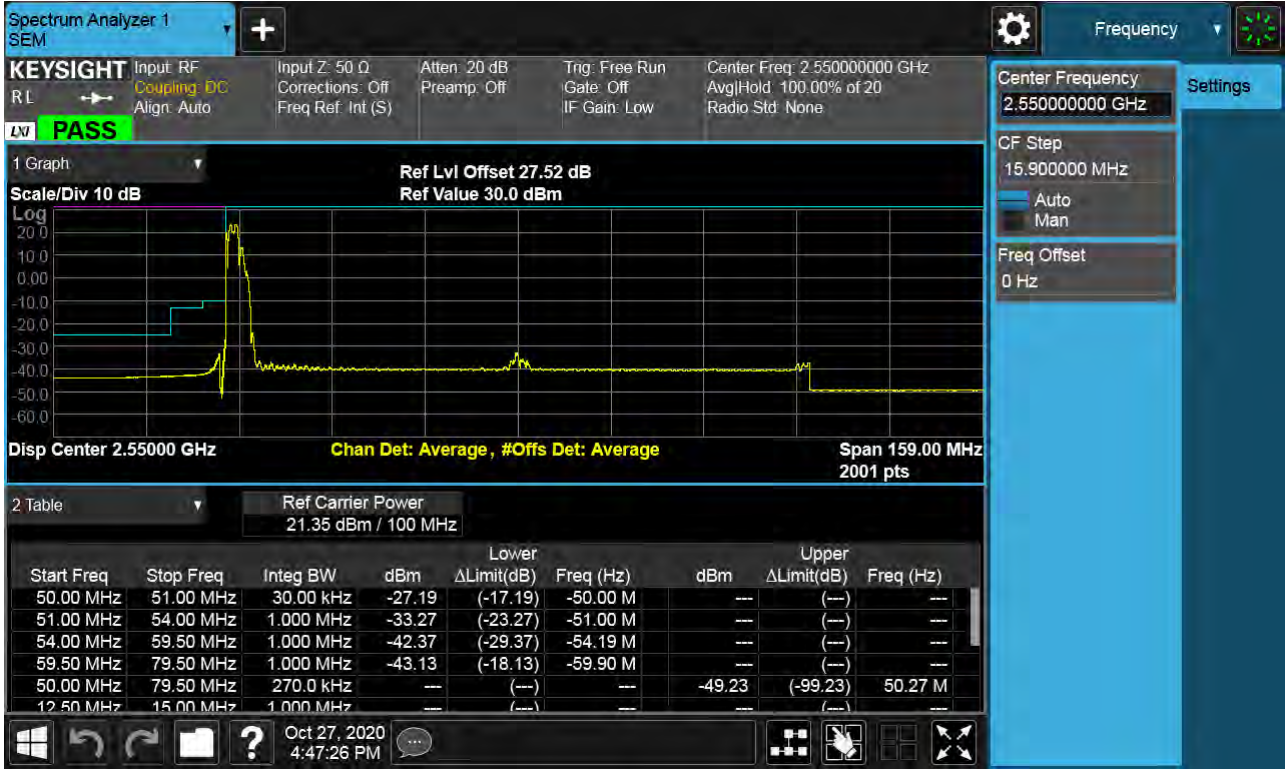 Spectrum Analyzer 1
SEM
Frequency
KEYSIGHT
RL
LXI
PASS
Input: RF
Coupling: DC
Align: Auto
Input Z: 50 Ω
Corrections: Off
Freq Ref: Int (S)
Atten: 20 dB
Preamp: Off
Trig: Free Run
Gate: Off
IF Gain: Low
Center Freq: 2.550000000 GHz
Avg|Hold: 100.00% of 20
Radio Std: None
Center Frequency
2.550000000 GHz
Settings
CF Step
15.900000 MHz
Auto
Man
Freq Offset
0 Hz
1 Graph
Scale/Div 10 dB
Ref Lvl Offset 27.52 dB
Ref Value 30.0 dBm
Log
20.0
10.0
0.00
-10.0
-20.0
-30.0
-40.0
-50.0
-60.0
Disp Center 2.55000 GHz
Chan Det: Average, #Offs Det: Average
Span 159.00 MHz
2001 pts
2 Table
Ref Carrier Power
21.35 dBm / 100 MHz
Lower Upper
Start Freq Stop Freq Integ BW dBm ΔLimit(dB) Freq (Hz) dBm ΔLimit(dB) Freq (Hz)
50.00 MHz 51.00 MHz 30.00 kHz -27.19 (-17.19) -50.00 M --- (---) ---
51.00 MHz 54.00 MHz 1.000 MHz -33.27 (-23.27) -51.00 M --- (---) ---
54.00 MHz 59.50 MHz 1.000 MHz -42.37 (-29.37) -54.19 M --- (---) ---
59.50 MHz 79.50 MHz 1.000 MHz -43.13 (-18.13) -59.90 M --- (---) ---
50.00 MHz 79.50 MHz 270.0 kHz --- (---) --- -49.23 (-99.23) 50.27 M
12.50 MHz 15.00 MHz 1.000 MHz --- (---) --- --- (---) ---
Oct 27, 2020
4:47:26 PM